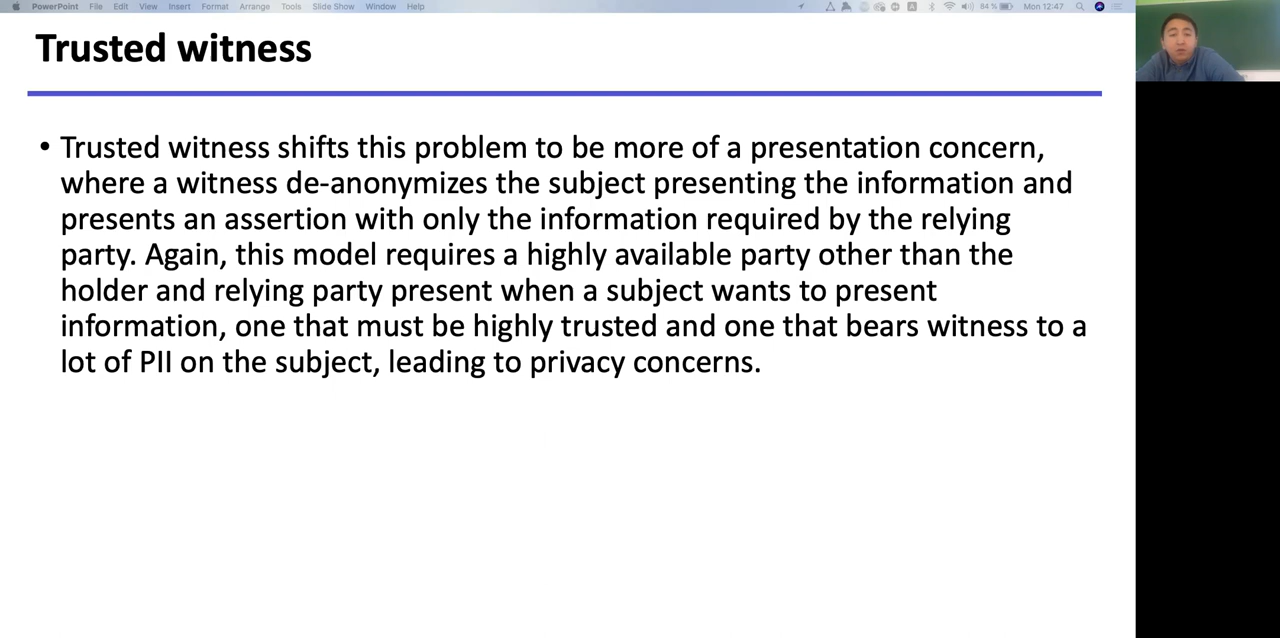 PowerPoint File Edit View Insert Format Arrange Tools Slide Show Window Help 84% Mon 12:47
Trusted witness
• Trusted witness shifts this problem to be more of a presentation concern,
where a witness de-anonymizes the subject presenting the information and
presents an assertion with only the information required by the relying
party. Again, this model requires a highly available party other than the
holder and relying party present when a subject wants to present
information, one that must be highly trusted and one that bears witness to a
lot of PII on the subject, leading to privacy concerns.